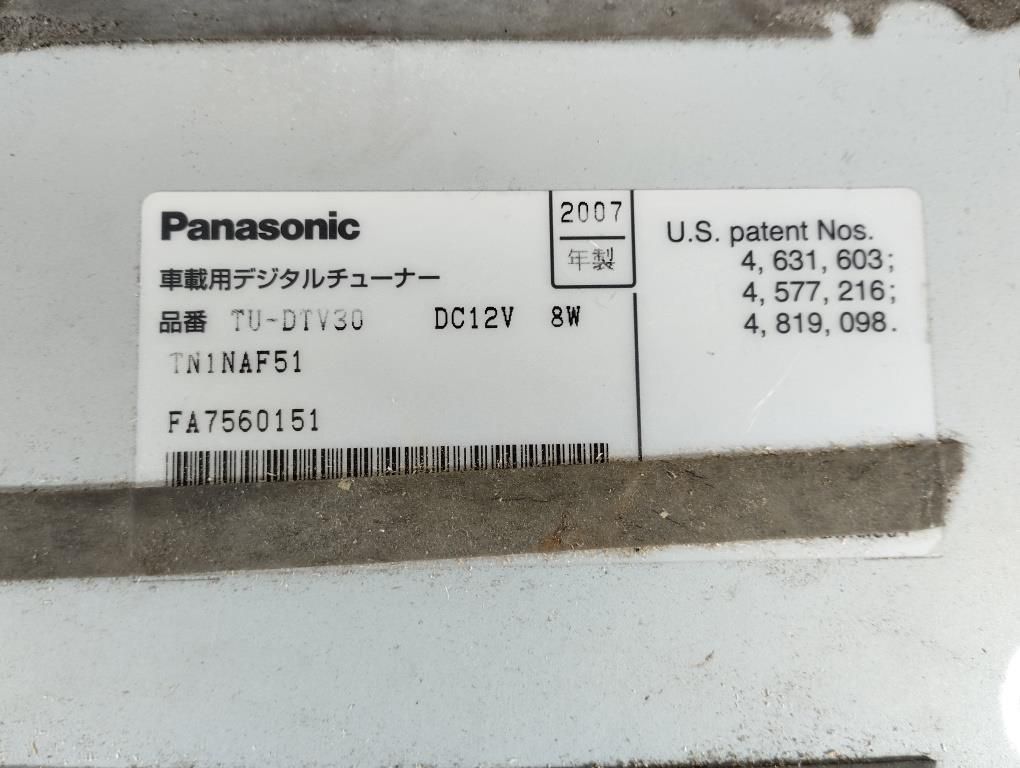 Panasonic
2007
年製
車載用デジタルチューナー
品番 TU-DTV30 DC12V 8W
TN1NAF51
FA7560151
U.S. patent Nos.
4, 631, 603;
4, 577, 216;
4, 819, 098.